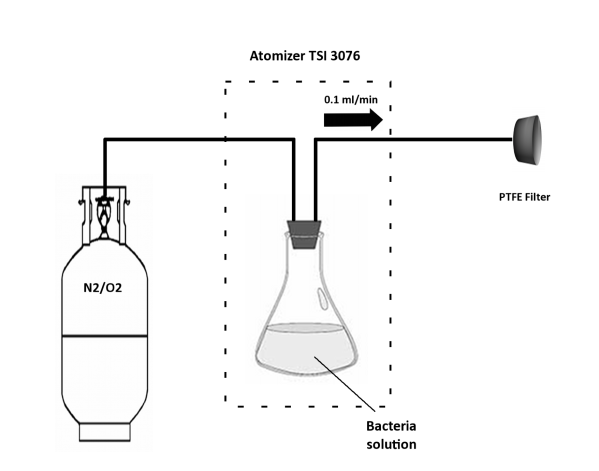 Atomizer TSI 3076
0.1 ml/min
PTFE Filter
N2/O2
Bacteria
solution